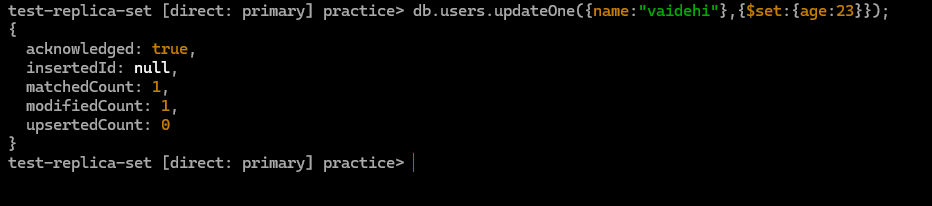 test-replica-set [direct: primary] practice> db.users.updateOne({name:"vaidehi"},{$set:{age:23}});
{
  acknowledged: true,
  insertedId: null,
  matchedCount: 1,
  modifiedCount: 1,
  upsertedCount: 0
}
test-replica-set [direct: primary] practice>